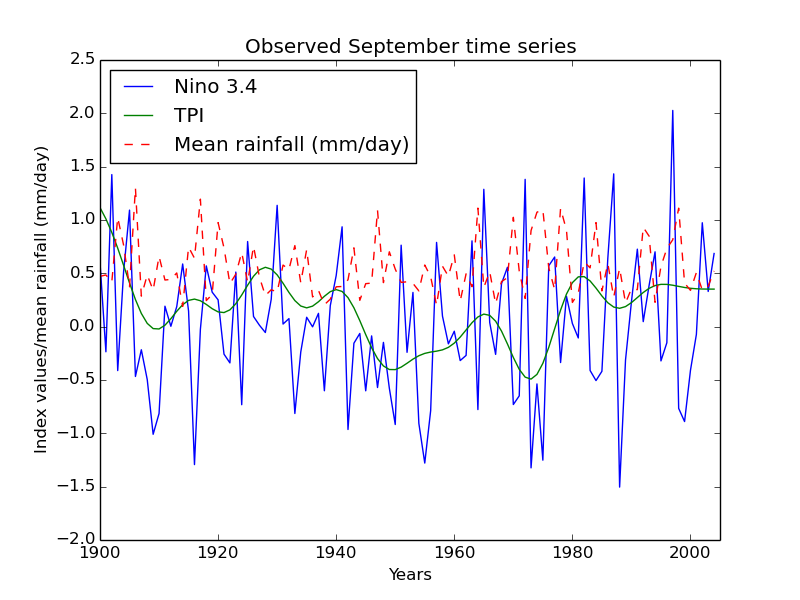 Observed September time series
Nino 3.4
TPI
Mean rainfall (mm/day)
Index values/mean rainfall (mm/day)
2.5
2.0
1.5
1.0
0.5
0.0
−0.5
−1.0
−1.5
−2.0
1900 1920 1940 1960 1980 2000
Years